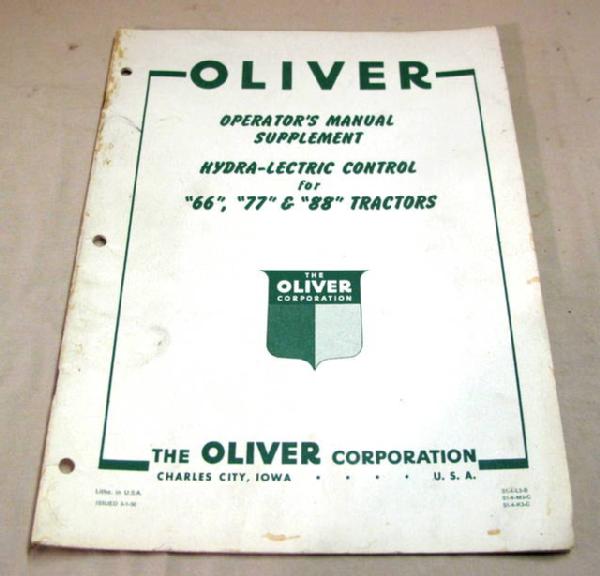 OLIVER
OPERATOR'S MANUAL
SUPPLEMENT
HYDRA-LECTRIC CONTROL
for
"66", "77" & "88" TRACTORS
THE
OLIVER
CORPORATION
THE OLIVER CORPORATION
CHARLES CITY, IOWA · · · · U. S. A.
Litho. in U.S.A.
ISSUED